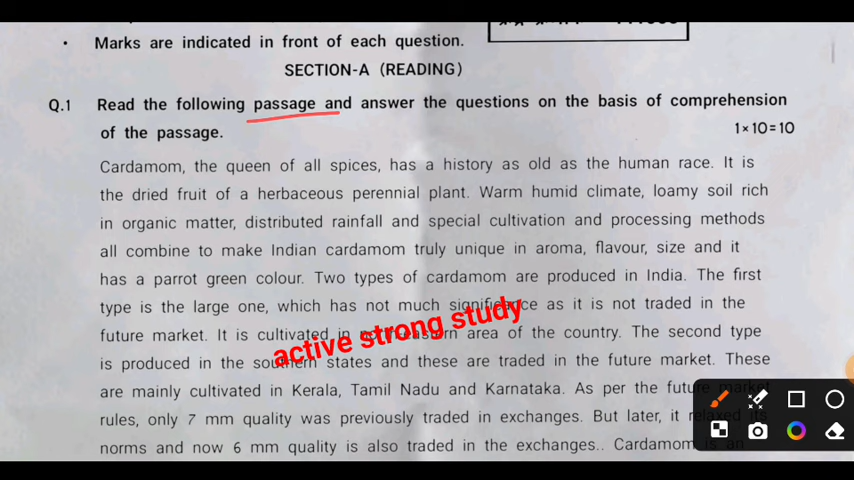 • Marks are indicated in front of each question.
SECTION-A (READING)
Q.1 Read the following passage and answer the questions on the basis of comprehension
of the passage. 1×10=10
Cardamom, the queen of all spices, has a history as old as the human race. It is
the dried fruit of a herbaceous perennial plant. Warm humid climate, loamy soil rich
in organic matter, distributed rainfall and special cultivation and processing methods
all combine to make Indian cardamom truly unique in aroma, flavour, size and it
has a parrot green colour. Two types of cardamom are produced in India. The first
type is the large one, which has not much significance as it is not traded in the
future market. It is cultivated in area of the country. The second type
is produced in the southern states and these are traded in the future market. These
are mainly cultivated in Kerala, Tamil Nadu and Karnataka. As per the future market
rules, only 7 mm quality was previously traded in exchanges. But later, it relaxed its
norms and now 6 mm quality is also traded in the exchanges.. Cardamom is an
active strong study